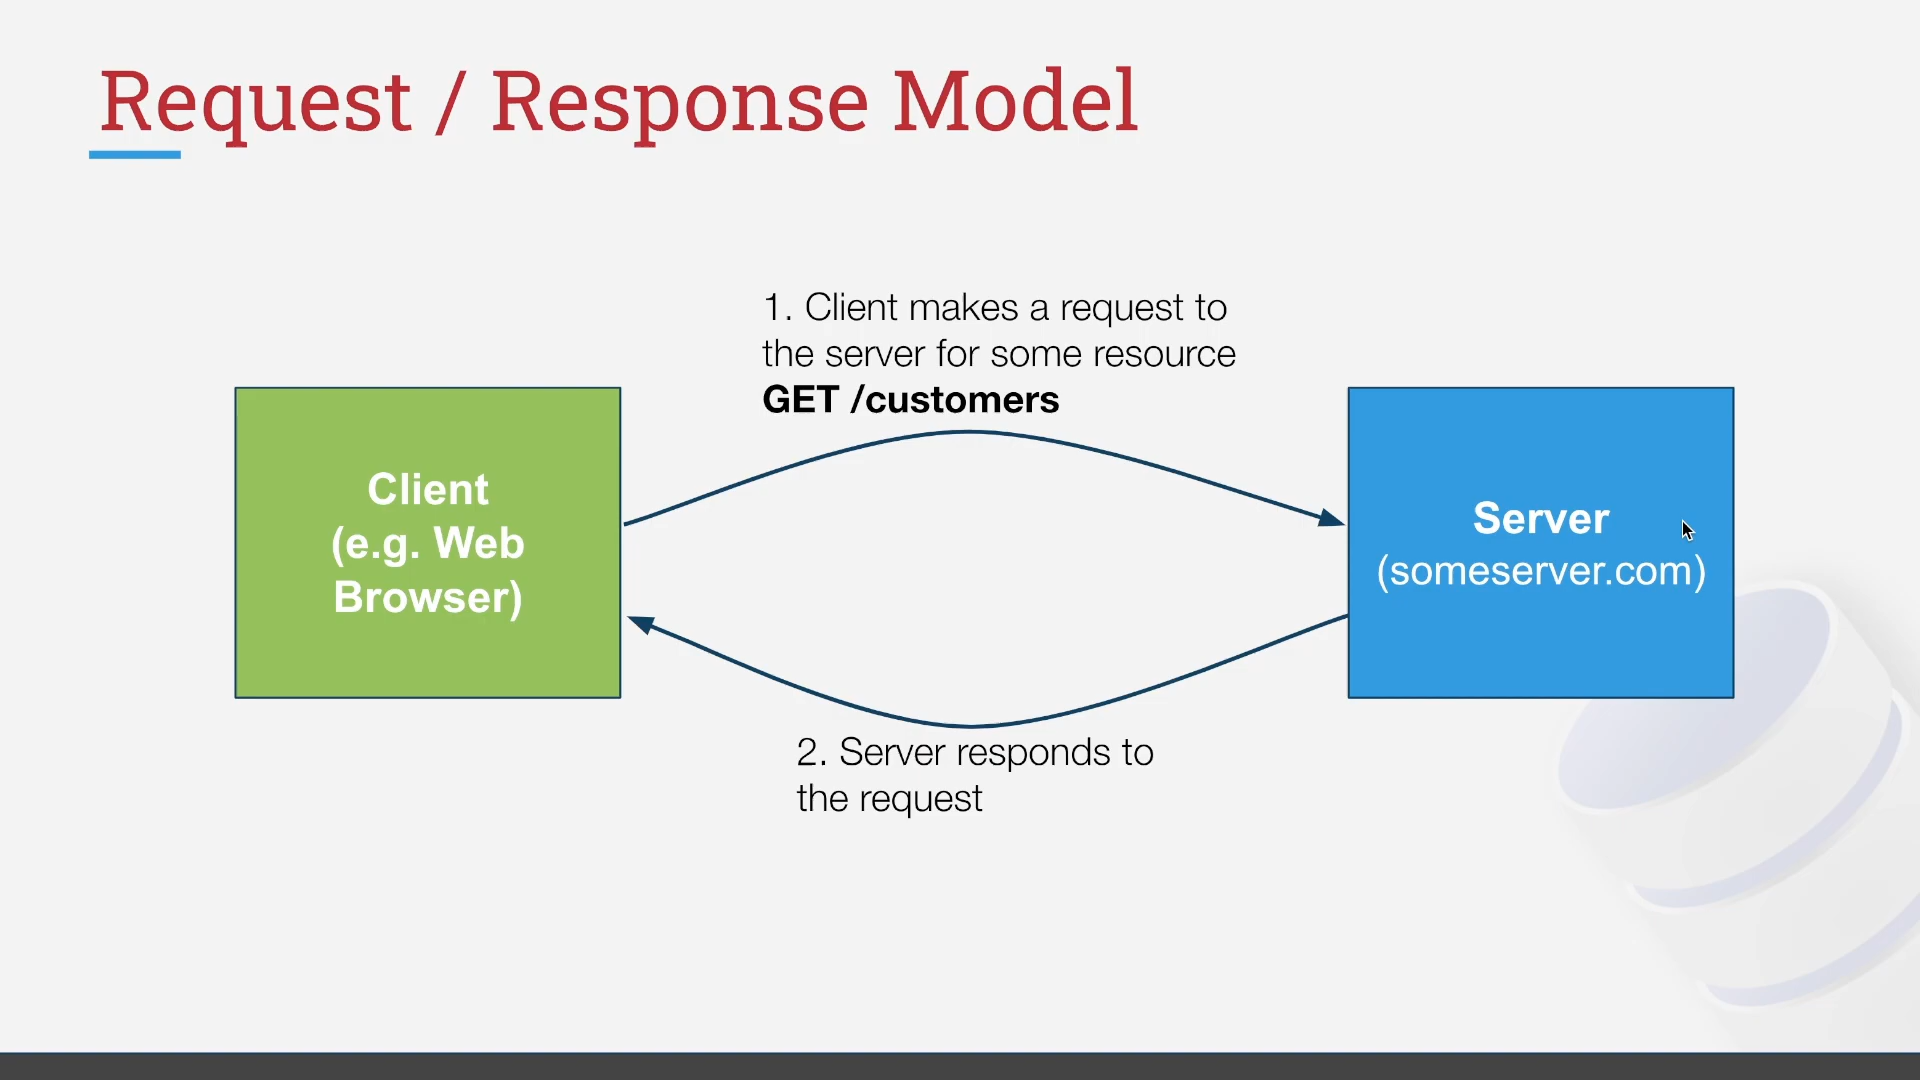 Request / Response Model
1. Client makes a request to
the server for some resource
GET /customers
Client
(e.g. Web
Browser)
Server
(someserver.com)
2. Server responds to
the request